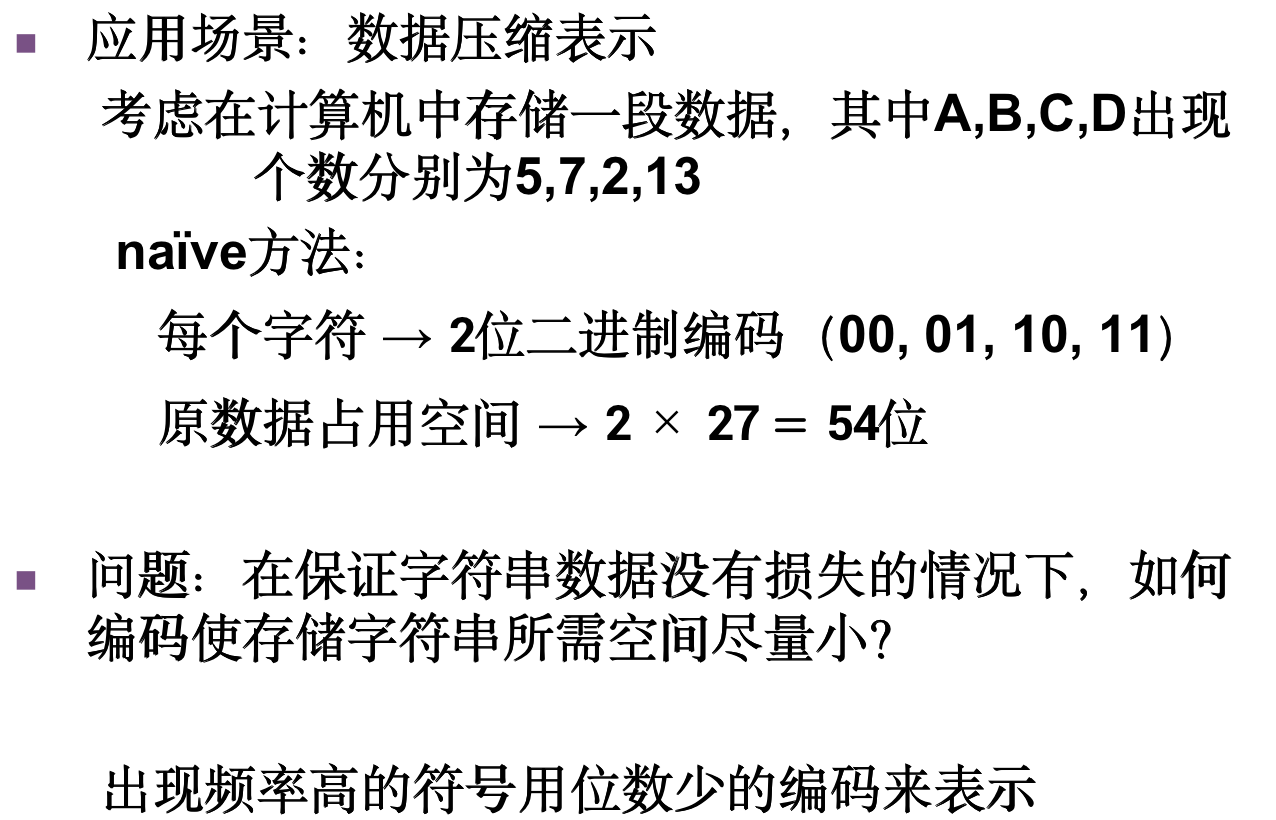 ■ 应用场景：数据压缩表示
考虑在计算机中存储一段数据，其中A,B,C,D出现
个数分别为5,7,2,13
naïve方法：
每个字符 → 2位二进制编码（00, 01, 10, 11）
原数据占用空间 → 2 × 27 = 54位
■ 问题：在保证字符串数据没有损失的情况下，如何
编码使存储字符串所需空间尽量小？
出现频率高的符号用位数少的编码来表示